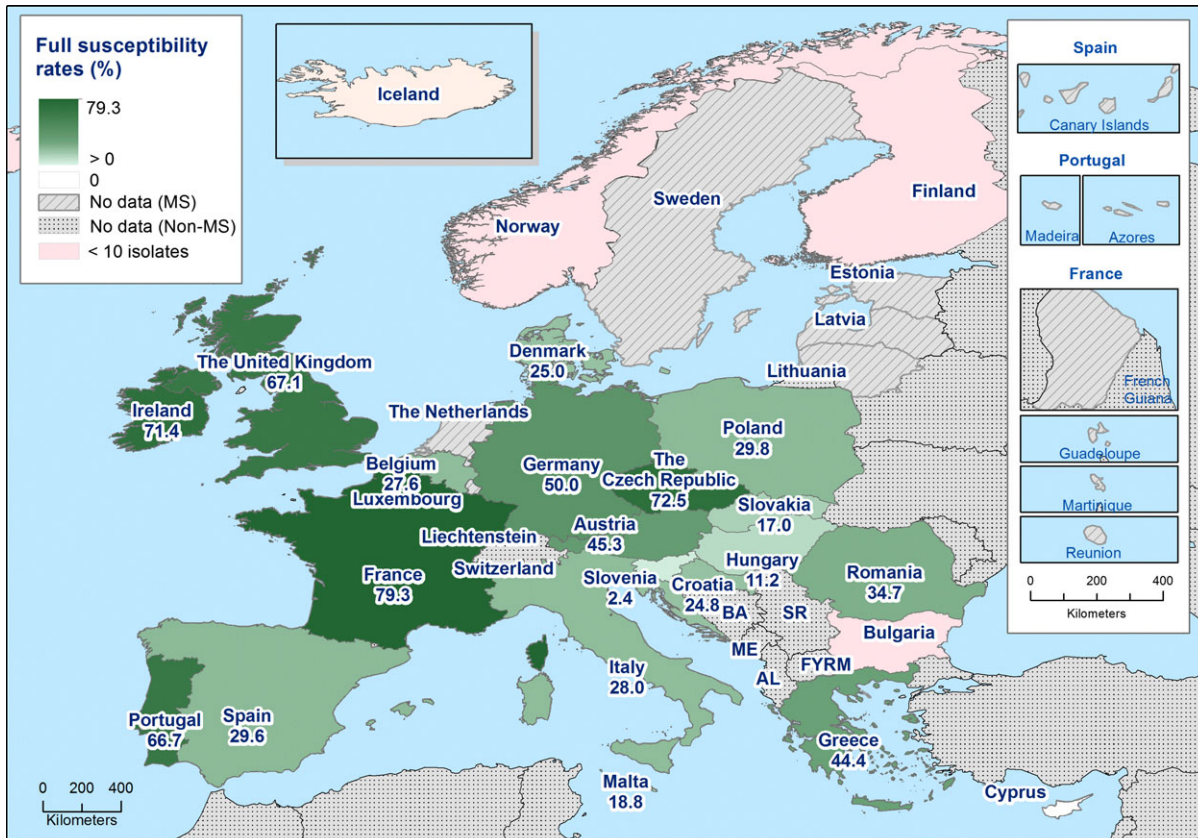 Full susceptibility
rates (%)
79.3
> 0
0
No data (MS)
No data (Non-MS)
< 10 isolates
Iceland
Norway
Sweden
Finland
Estonia
Latvia
Lithuania
Denmark
25.0
The United Kingdom
67.1
Ireland
71.4
The Netherlands
Belgium
27.6
Luxembourg
Germany
50.0
Poland
29.8
The
Czech Republic
72.5
Slovakia
17.0
Liechtenstein
Austria
45.3
Switzerland
France
79.3
Slovenia
2.4
Hungary
11.2
Croatia
24.8
Romania
34.7
BA
SR
Bulgaria
ME
FYRM
AL
Italy
28.0
Portugal
66.7
Spain
29.6
Greece
44.4
Malta
18.8
Cyprus
0 200 400
Kilometers
Spain
Canary Islands
Portugal
Madeira
Azores
France
French
Guiana
Guadeloupe
Martinique
Reunion
0 200 400
Kilometers